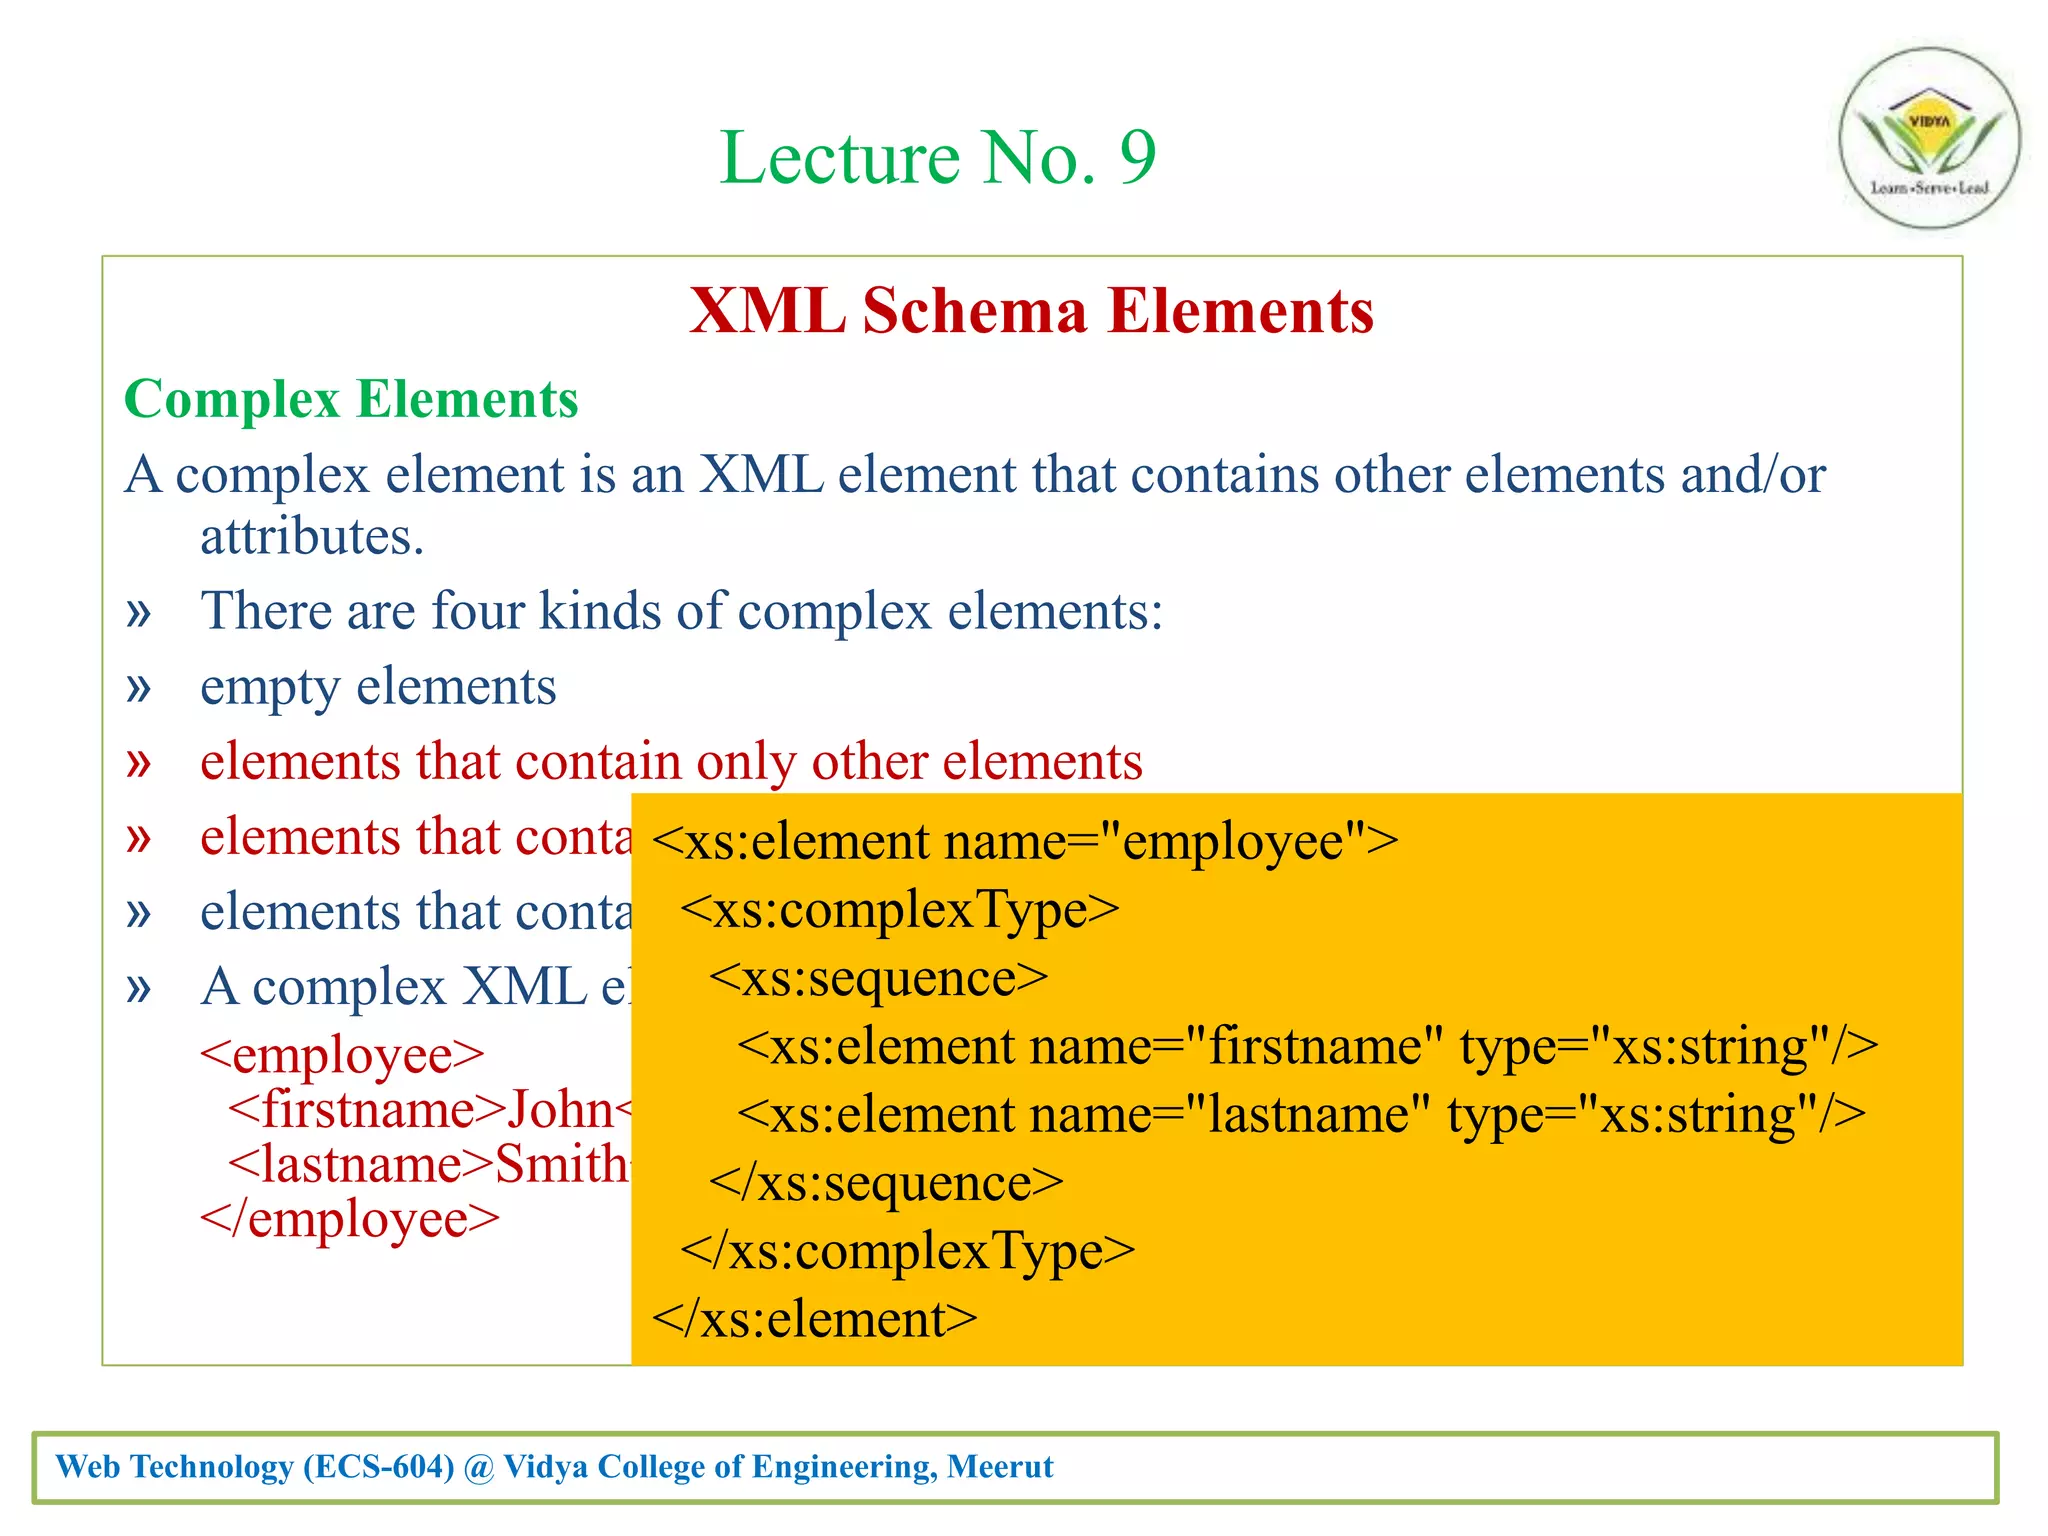 Lecture No. 9
VIDYA
Learn•Serve•Lead
XML Schema Elements
Complex Elements
A complex element is an XML element that contains other elements and/or
attributes.
» There are four kinds of complex elements:
» empty elements
» elements that contain only other elements
» elements that
» elements that
» A complex XML
<employee>
<firstname>John<
<lastname>Smith
</employee>
<xs:element name="employee">
<xs:complexType>
<xs:sequence>
<xs:element name="firstname" type="xs:string"/>
<xs:element name="lastname" type="xs:string"/>
</xs:sequence>
</xs:complexType>
</xs:element>
Web Technology (ECS-604) @ Vidya College of Engineering, Meerut